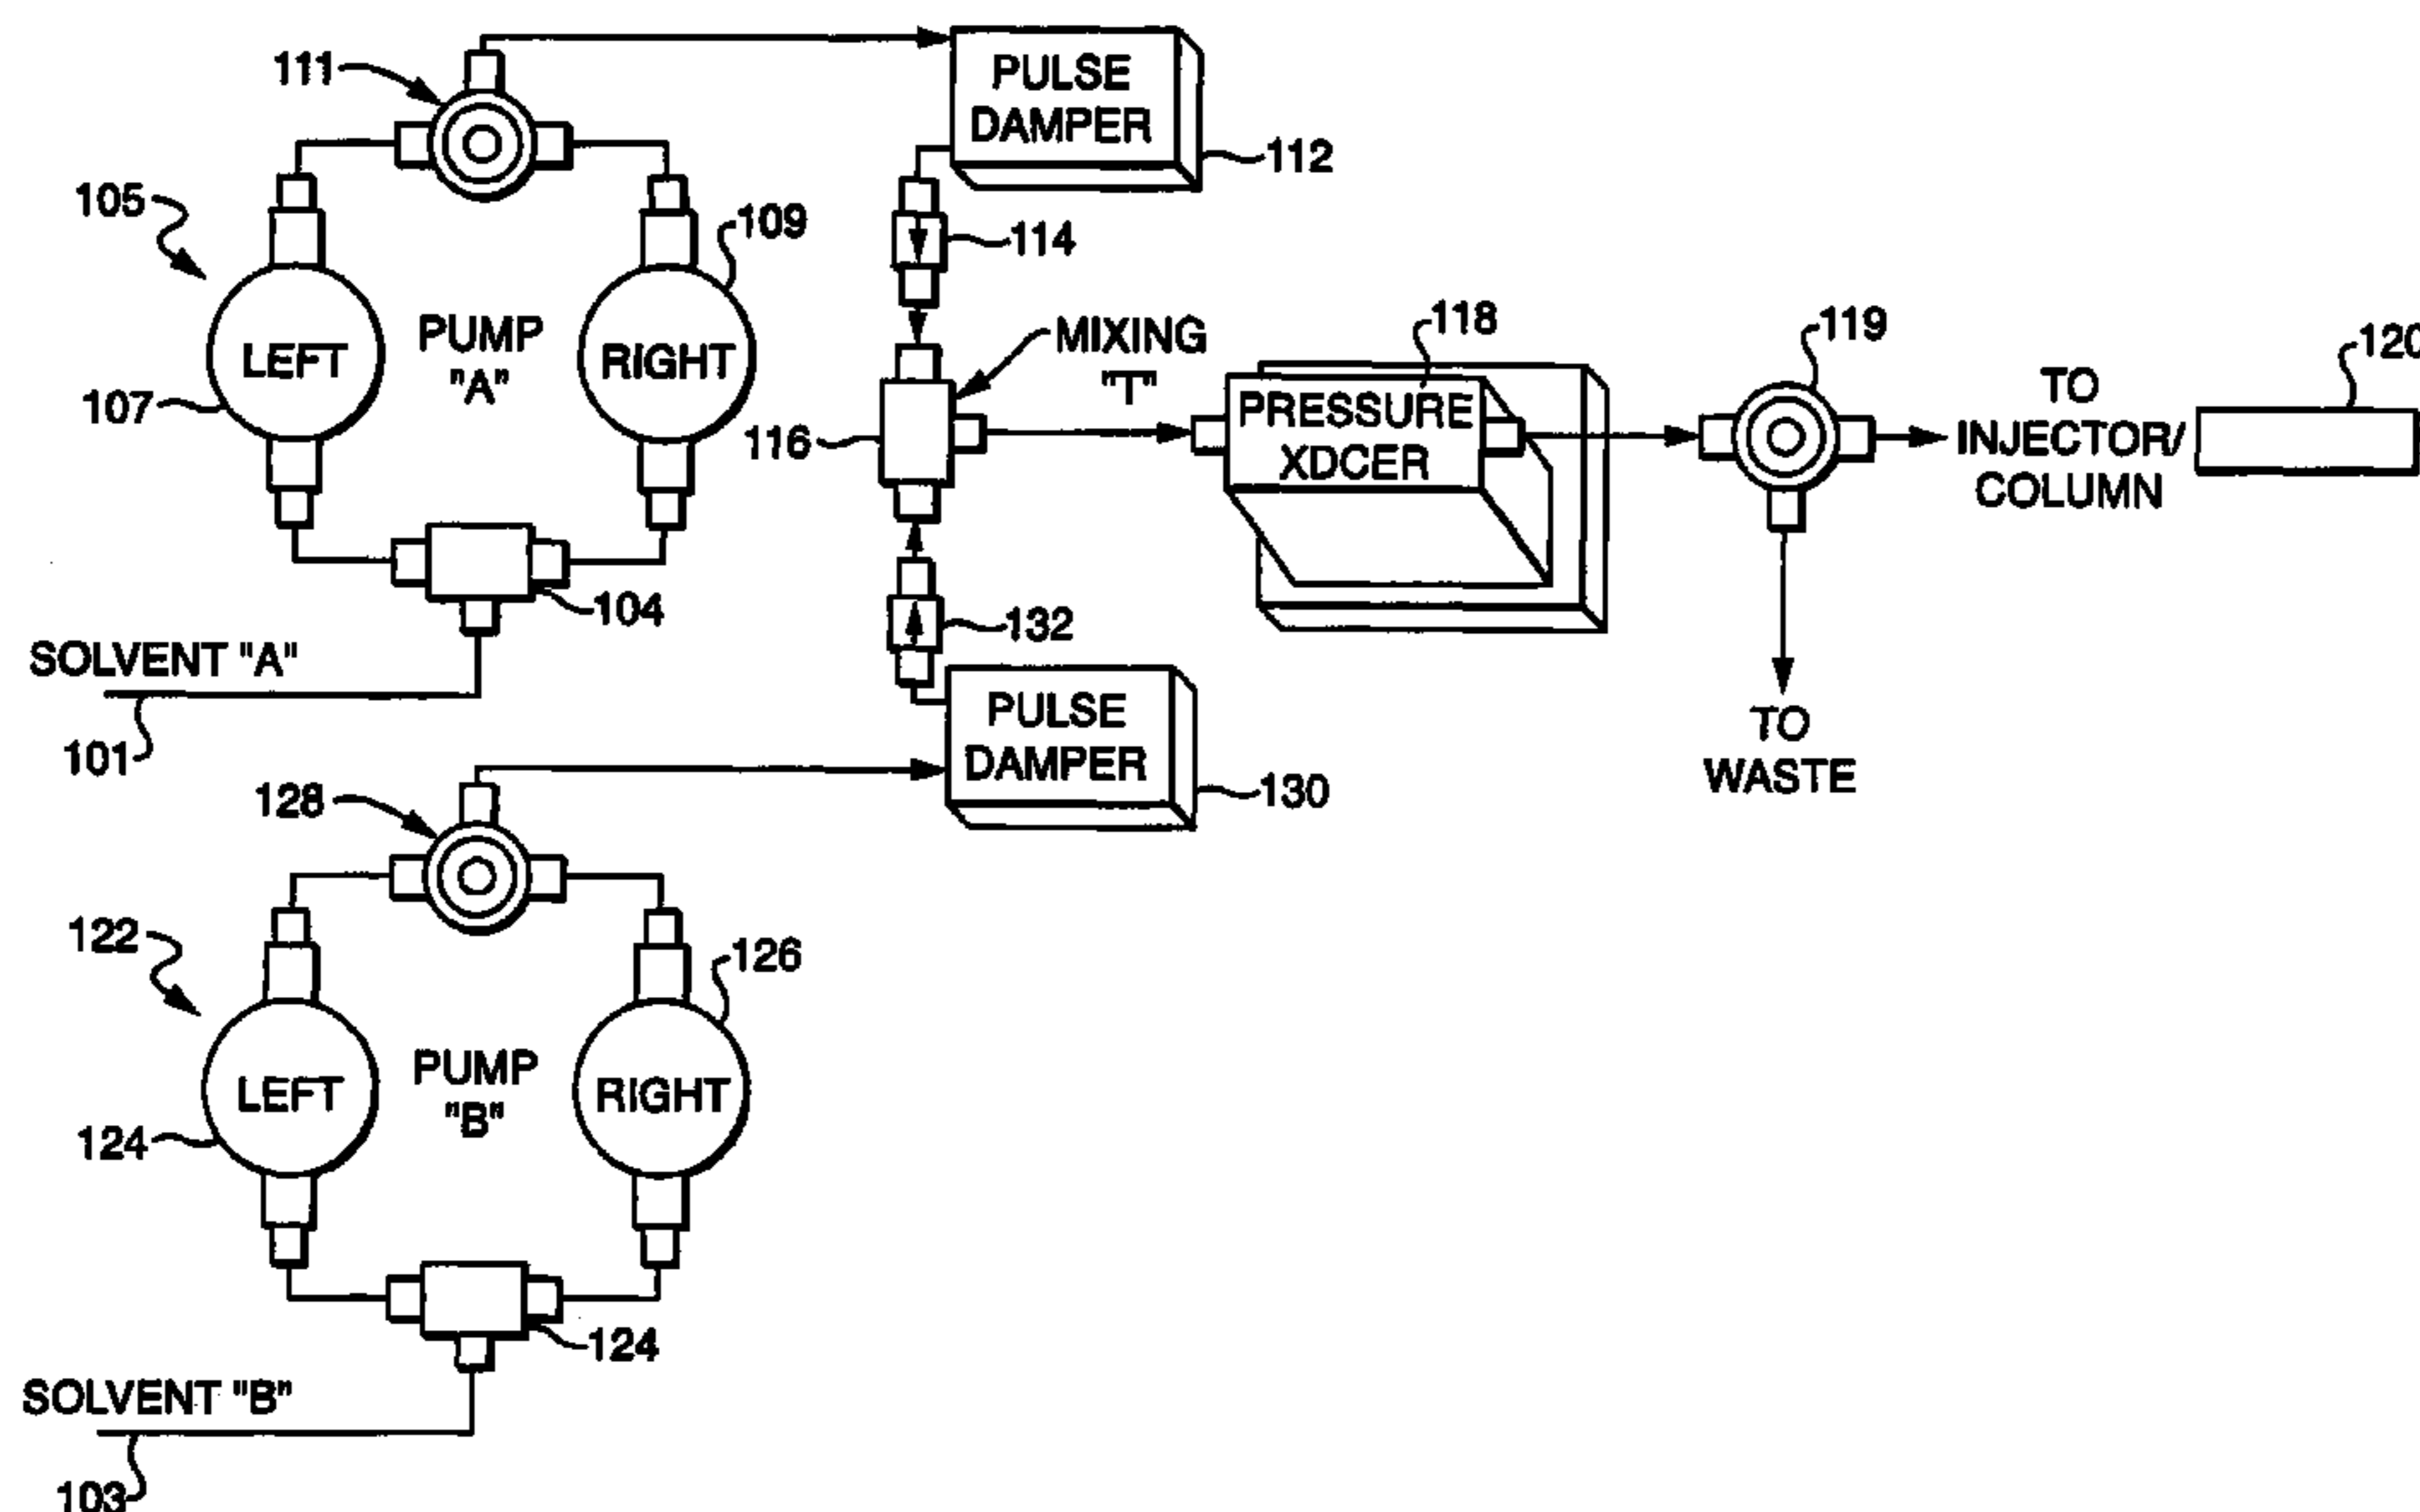 111
PULSE
DAMPER
112
105
109
114
PUMP
"A"
LEFT
RIGHT
107
MIXING
"T"
116
118
PRESSURE
XDCER
119
TO
INJECTOR/
COLUMN
120
104
132
SOLVENT "A"
101
PULSE
DAMPER
130
TO
WASTE
128
122
126
PUMP
"B"
LEFT
RIGHT
124
124
SOLVENT "B"
103